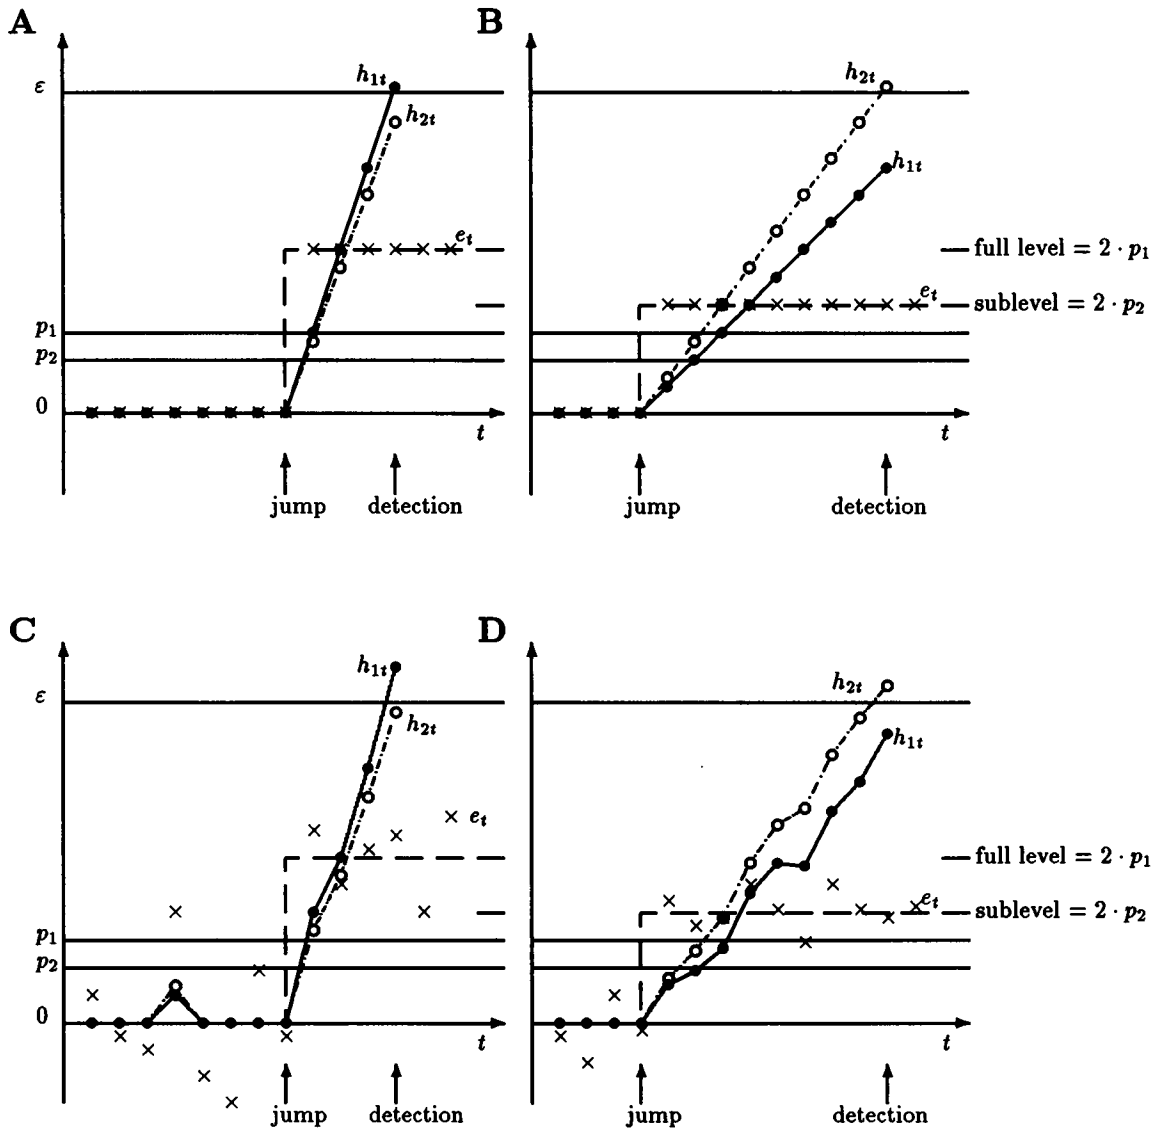 A
ε
h₁ₜ
h₂ₜ
eₜ
p₁
p₂
0
t
jump
detection
B
h₂ₜ
h₁ₜ
full level = 2 · p₁
eₜ
sublevel = 2 · p₂
t
jump
detection
C
ε
h₁ₜ
h₂ₜ
eₜ
p₁
p₂
0
t
jump
detection
D
h₂ₜ
h₁ₜ
full level = 2 · p₁
eₜ
sublevel = 2 · p₂
t
jump
detection